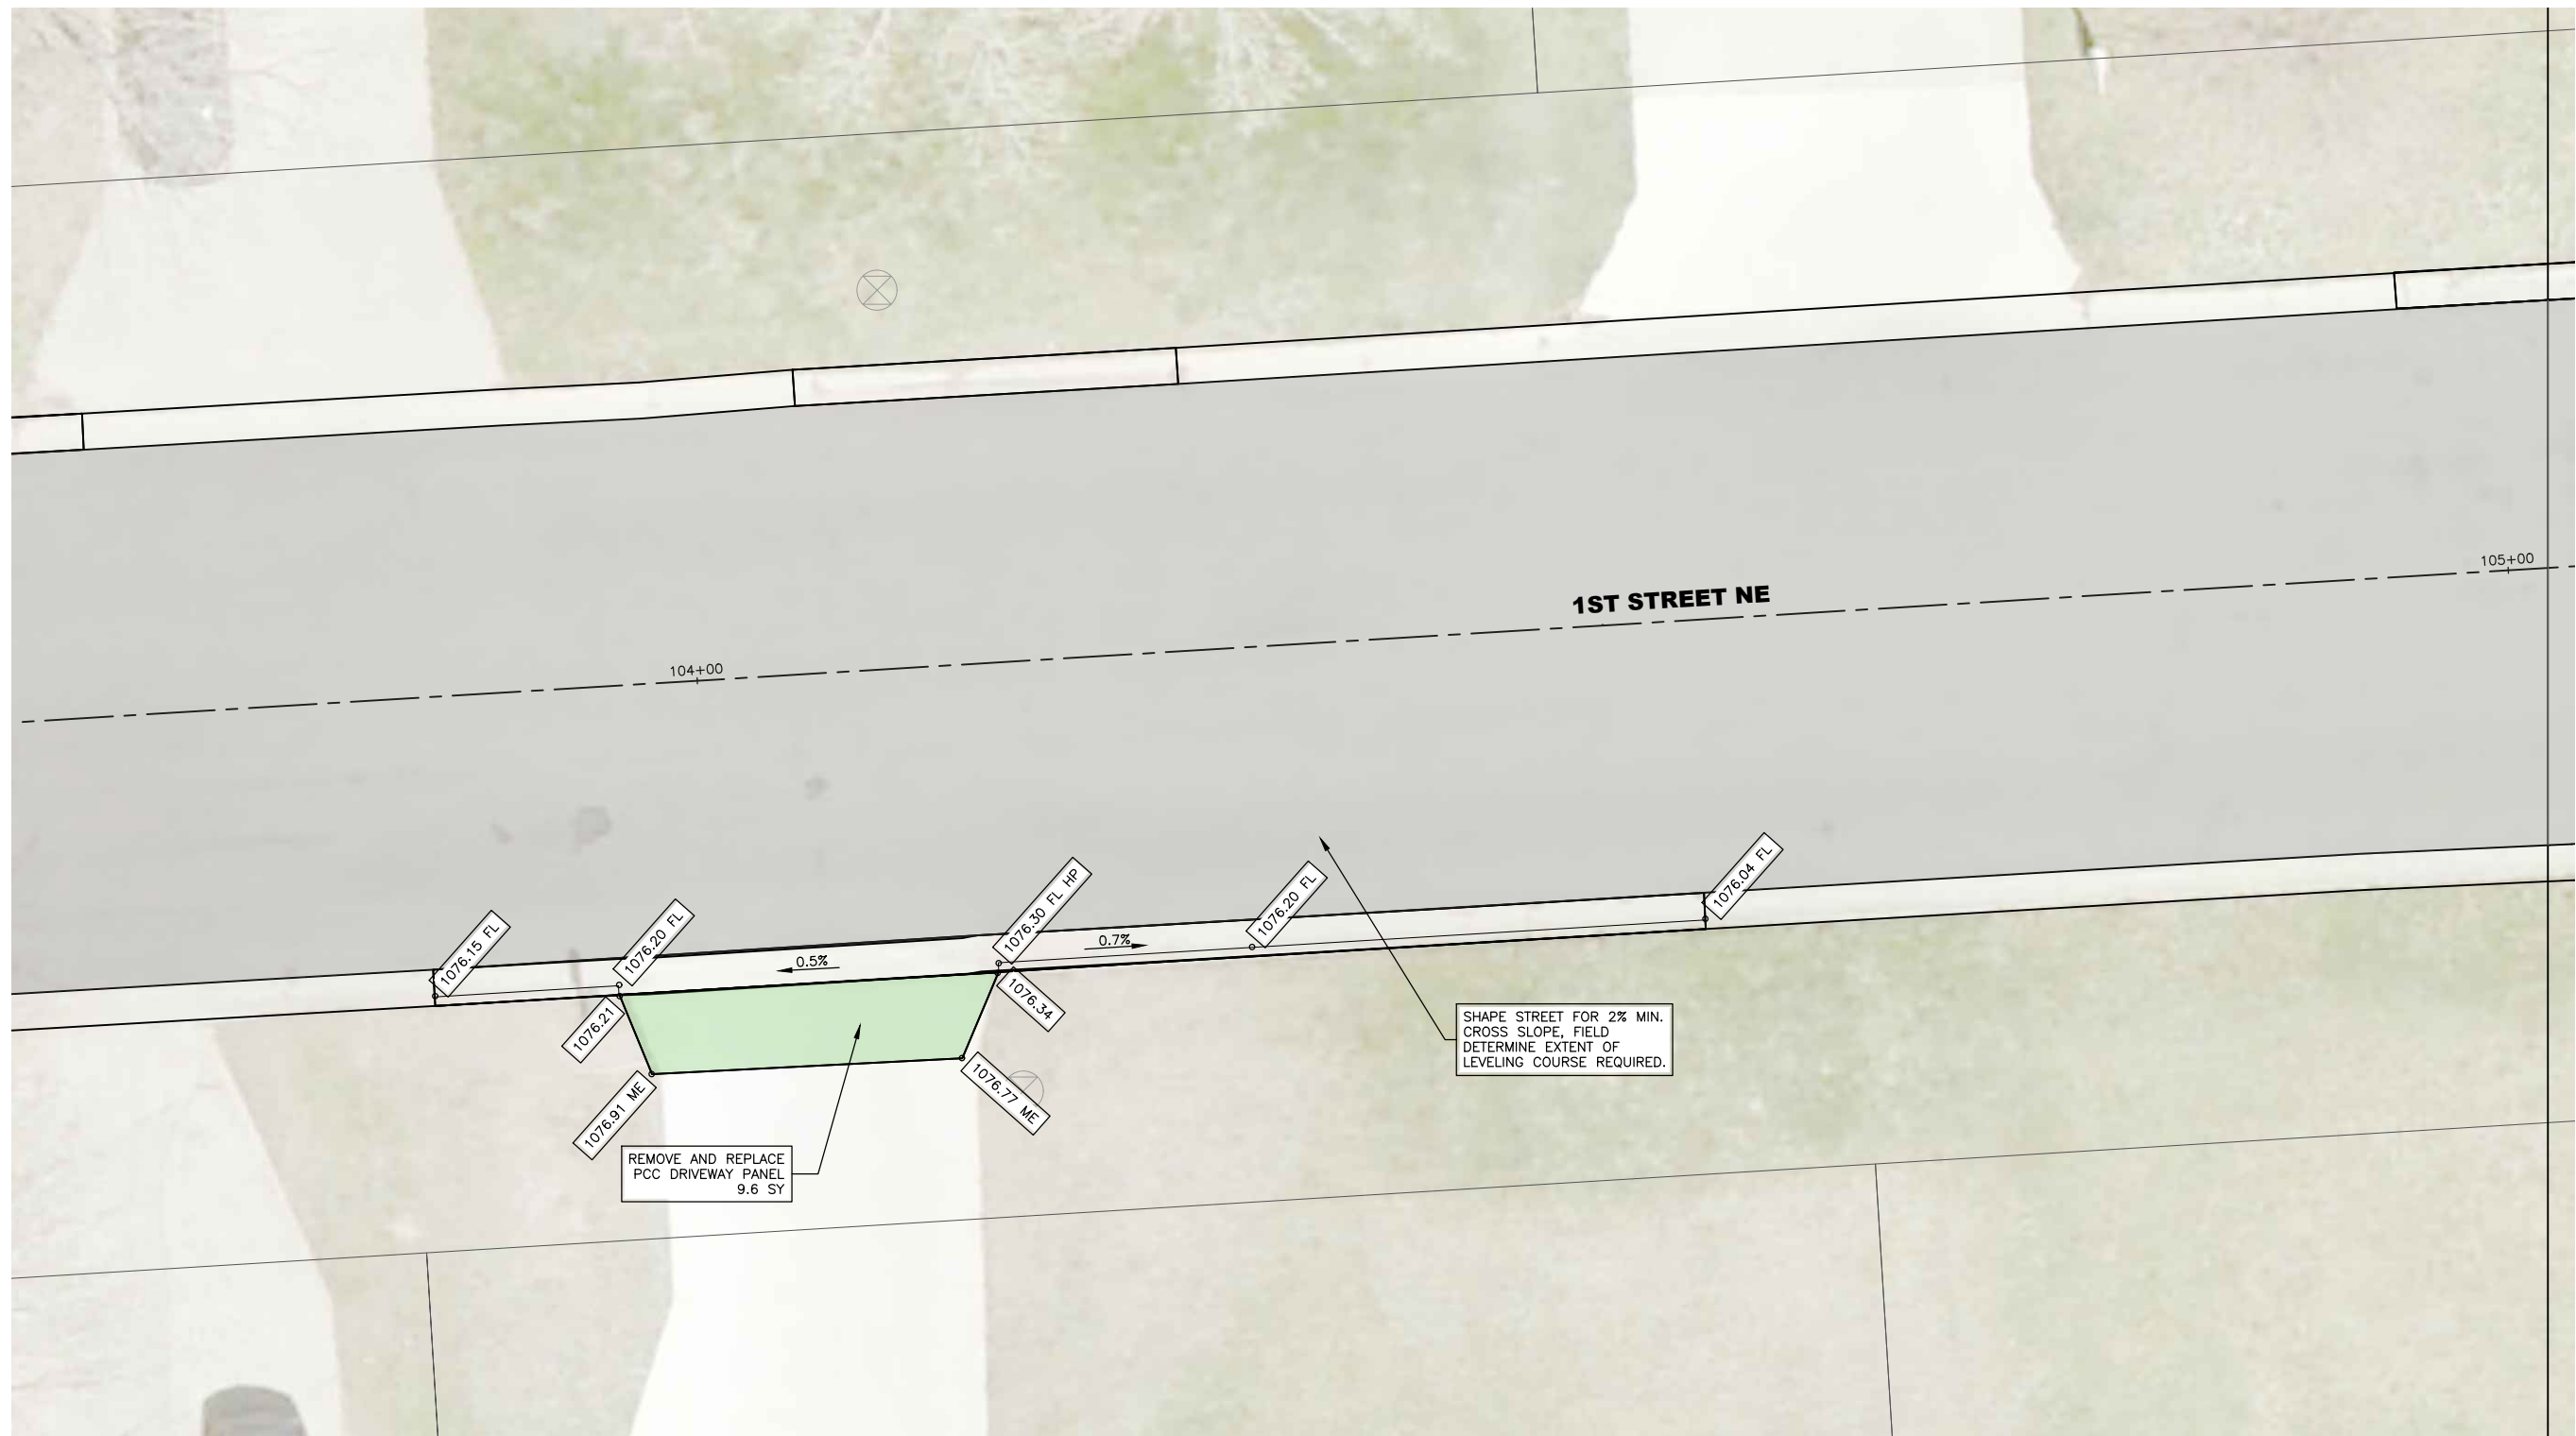 105+00
1ST STREET NE
104+00
1076.15 FL
1076.20 FL
1076.30 FL HP
1076.20 FL
1076.04 FL
0.5%
0.7%
1076.21
1076.34
1076.91 ME
1076.77 ME
SHAPE STREET FOR 2% MIN.
CROSS SLOPE, FIELD
DETERMINE EXTENT OF
LEVELING COURSE REQUIRED.
REMOVE AND REPLACE
PCC DRIVEWAY PANEL
9.6 SY